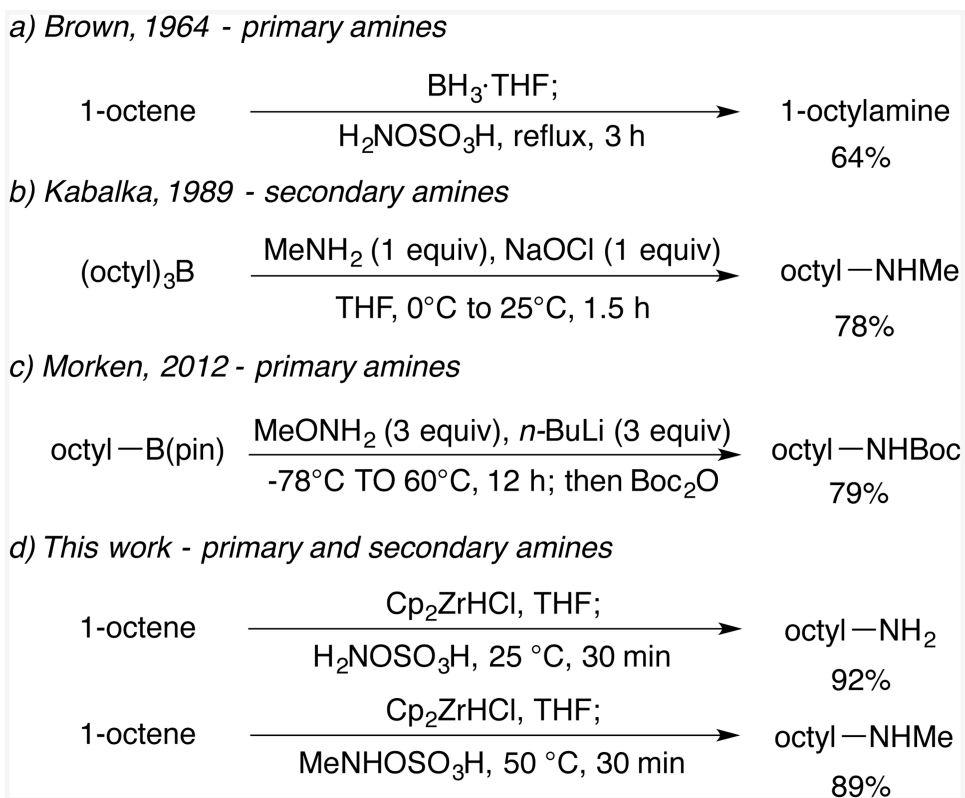 a) Brown, 1964 - primary amines
BH₃·THF;
1-octene 1-octylamine
H₂NOSO₃H, reflux, 3 h
64%
b) Kabalka, 1989 - secondary amines
MeNH₂ (1 equiv), NaOCl (1 equiv)
(octyl)₃B octyl—NHMe
THF, 0°C to 25°C, 1.5 h
78%
c) Morken, 2012 - primary amines
MeONH₂ (3 equiv), n-BuLi (3 equiv)
octyl—B(pin) octyl—NHBoc
-78°C TO 60°C, 12 h; then Boc₂O
79%
d) This work - primary and secondary amines
Cp₂ZrHCl, THF;
1-octene octyl—NH₂
H₂NOSO₃H, 25 °C, 30 min
92%
Cp₂ZrHCl, THF;
1-octene octyl—NHMe
MeNHOSO₃H, 50 °C, 30 min
89%